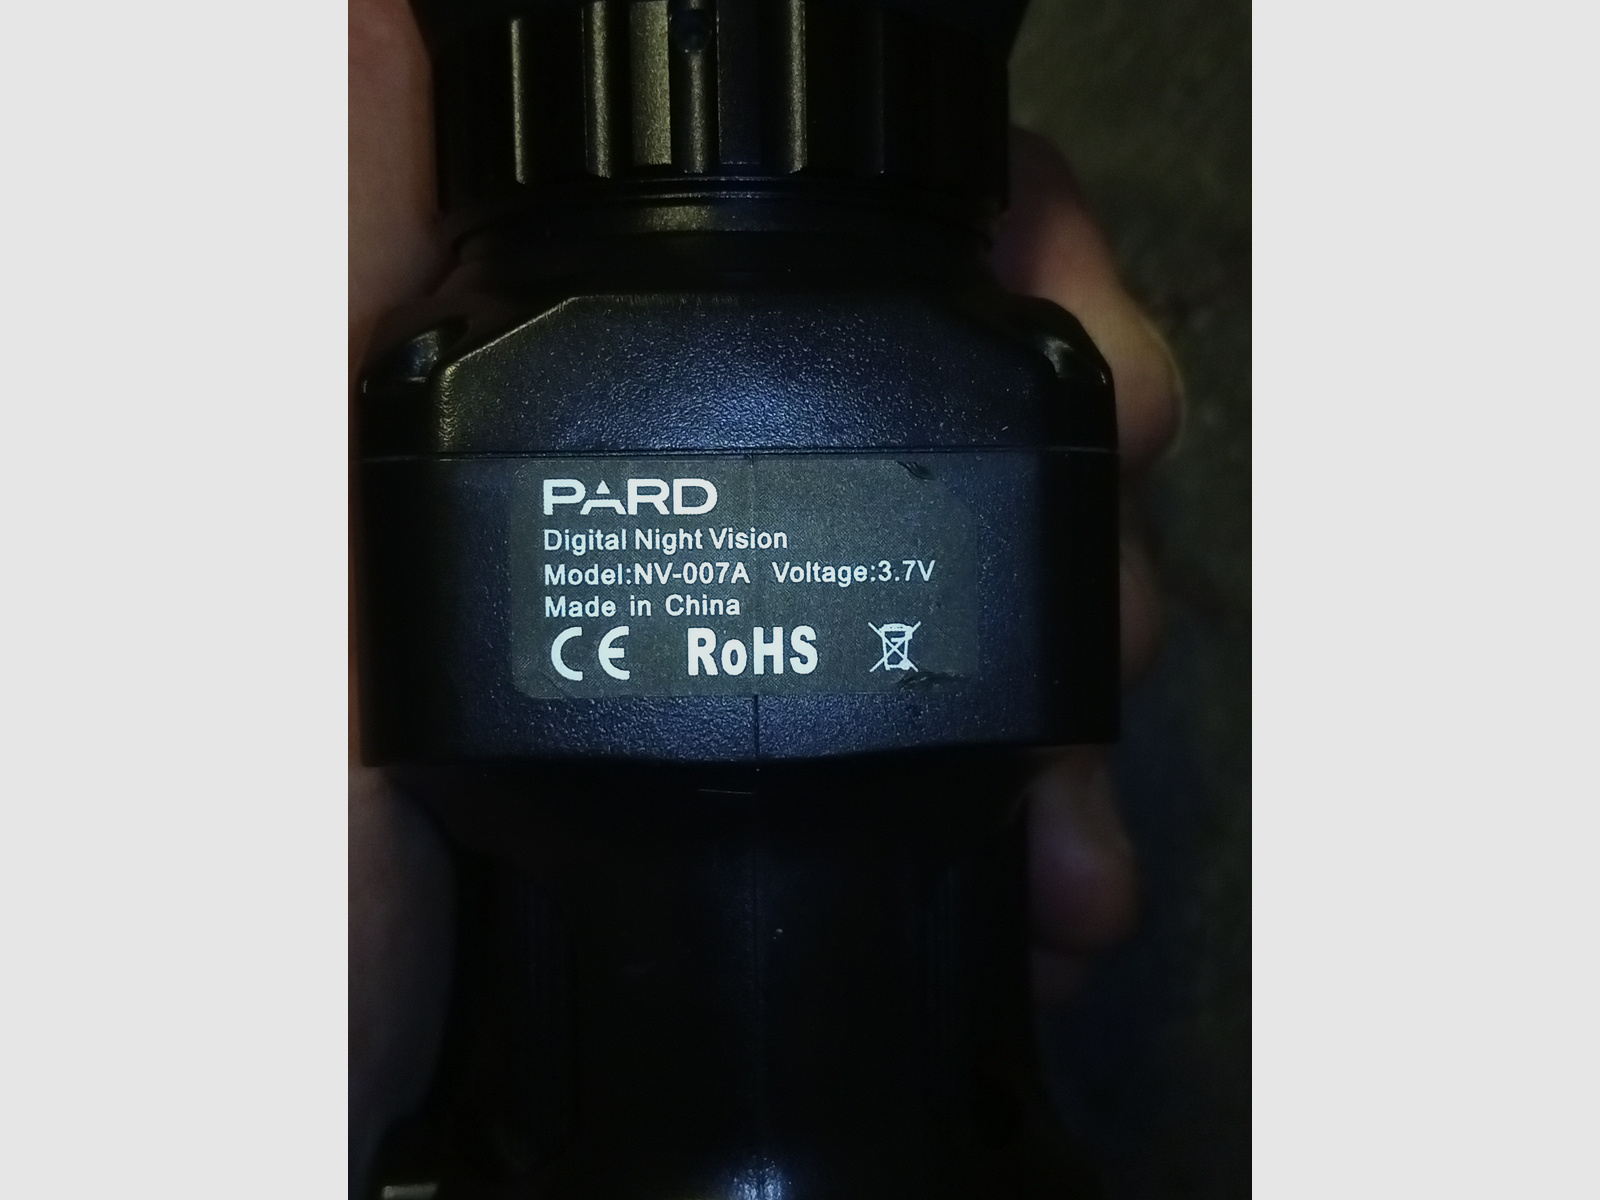 PARD
Digital Night Vision
Model:NV-007A Voltage:3.7V
Made in China
CE RoHS